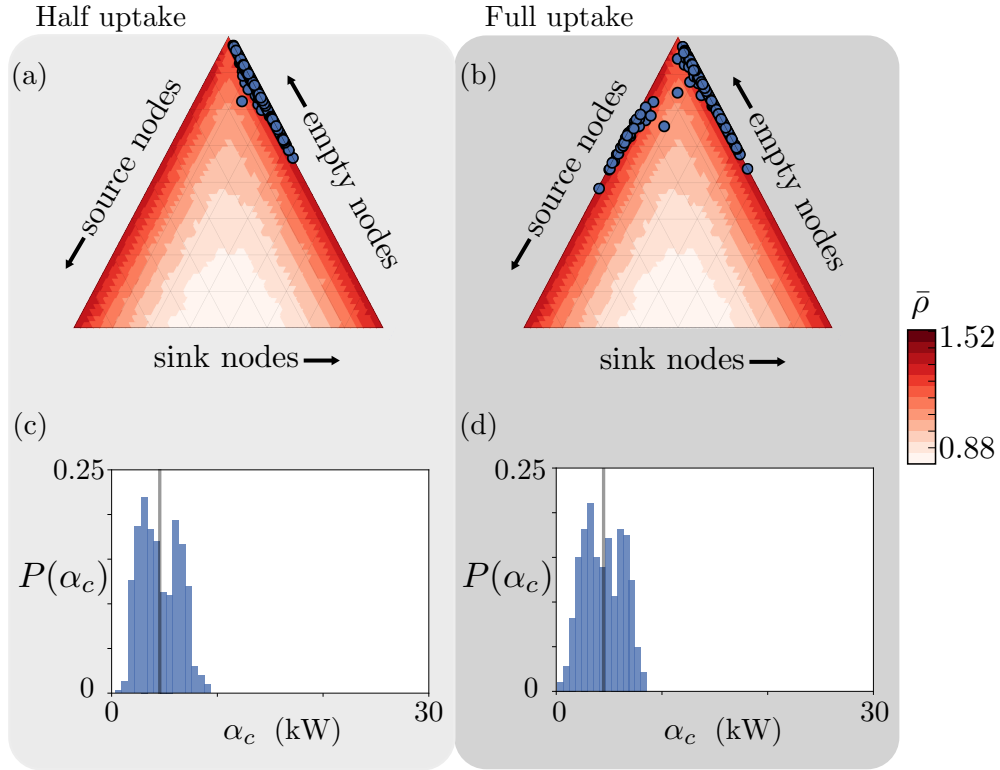 Half uptake
Full uptake
(a)
source nodes
empty nodes
sink nodes
(b)
source nodes
empty nodes
sink nodes
ρ̄
1.52
0.88
(c)
0.25
P(α_c)
0
0
30
α_c (kW)
(d)
0.25
P(α_c)
0
0
30
α_c (kW)